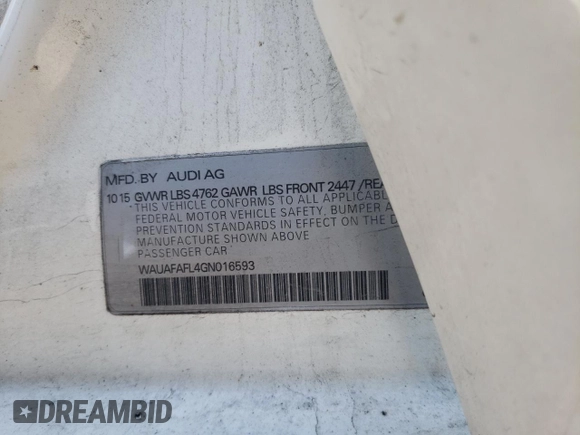 MFD. BY AUDI AG
10 15 GVWR LBS 4762 GAWR LBS FRONT 2447 /REA
THIS VEHICLE CONFORMS TO ALL APPLICABL
FEDERAL MOTOR VEHICLE SAFETY, BUMPER A
PREVENTION STANDARDS IN EFFECT ON THE D
MANUFACTURE SHOWN ABOVE
PASSENGER CAR
WAUAFAFL4GN016593
DREAMBID